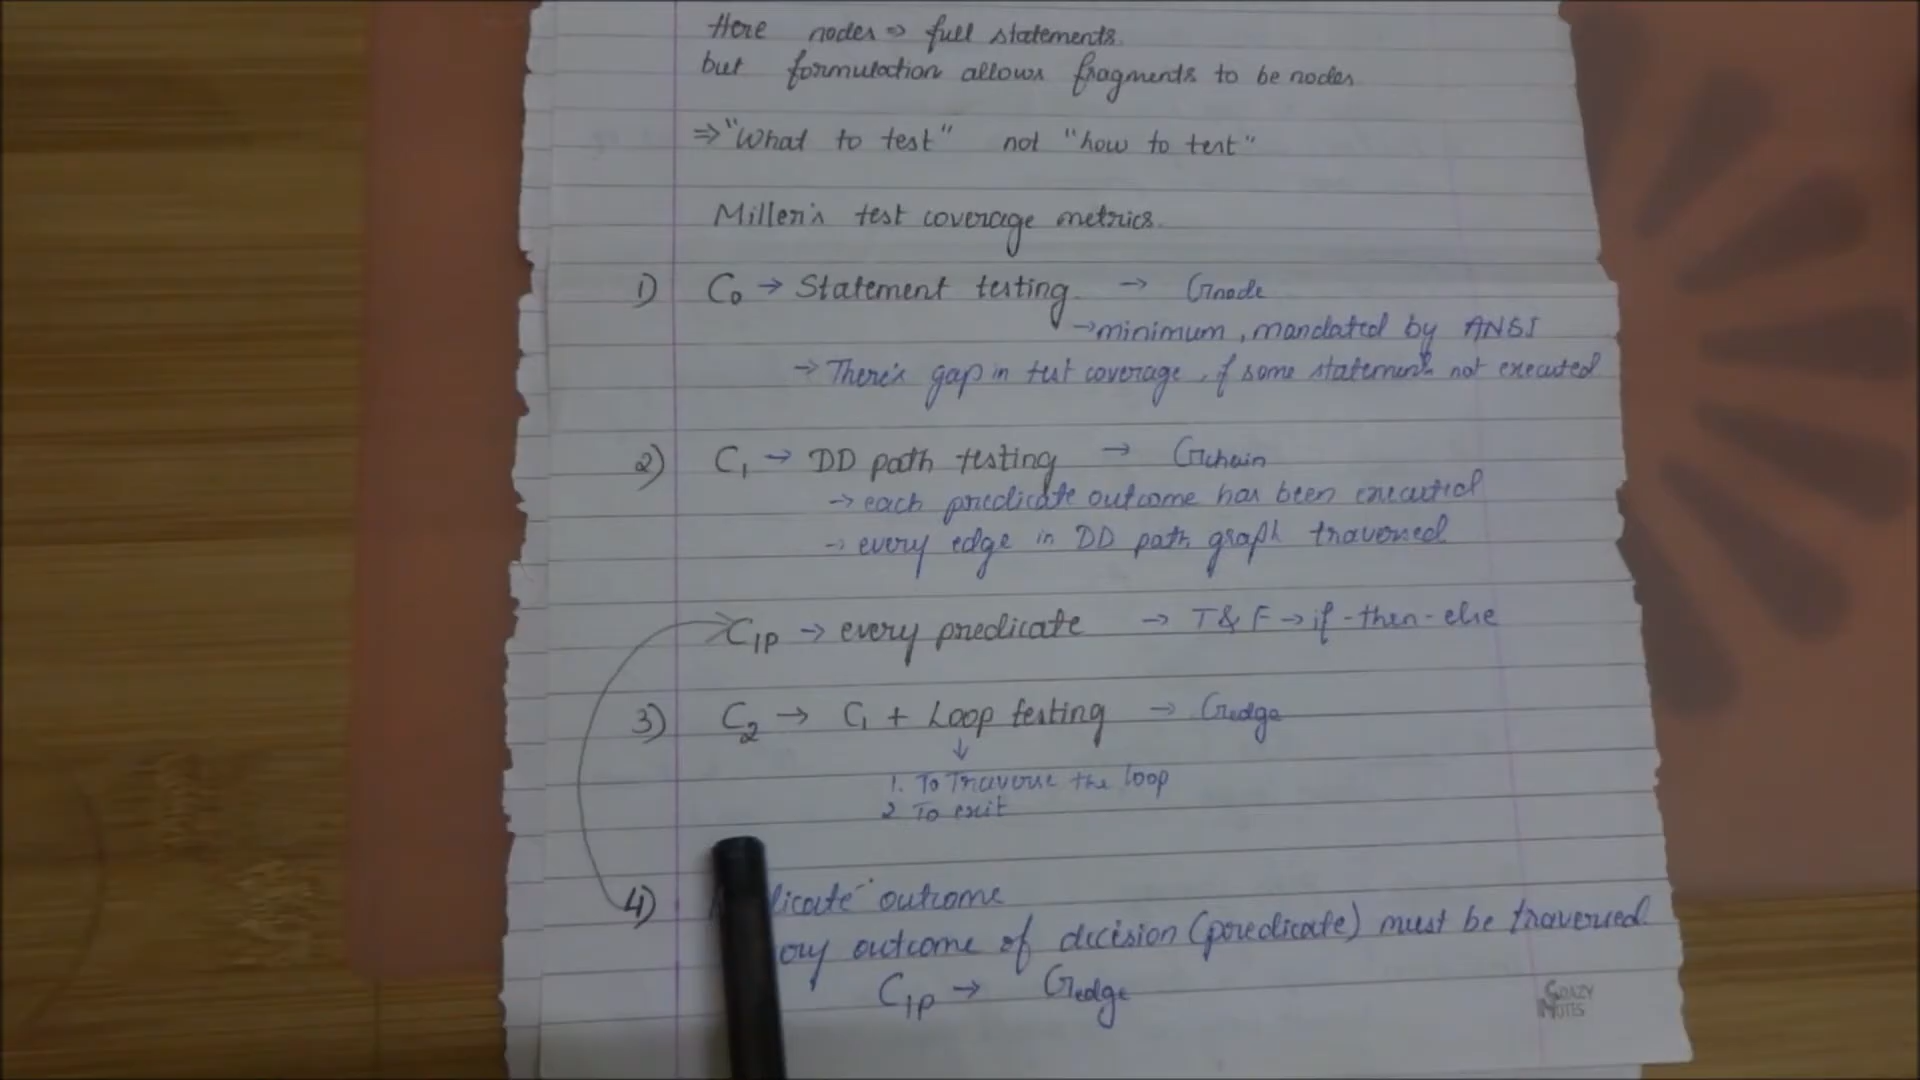 Here nodes ⇒ full statements.
but formulation allows fragments to be nodes
⇒ "What to test" not "how to test"
Miller's test coverage metrics.
1) C0 → Statement testing → Gnode
→ minimum, mandated by ANSI
→ There's gap in test coverage, if some statements not executed
2) C1 → DD path testing → Gchain
→ each predicate outcome has been executed
→ every edge in DD path graph traversed
C1P → every predicate → T & F → if-then-else
3) C2 → C1 + Loop testing → Gedge
↓
1. To Traverse the loop
2 To exit
4) licate outcome
ory outcome of decision (predicate) must be traversed
C1P → Gedge
CRAZY
NOTES